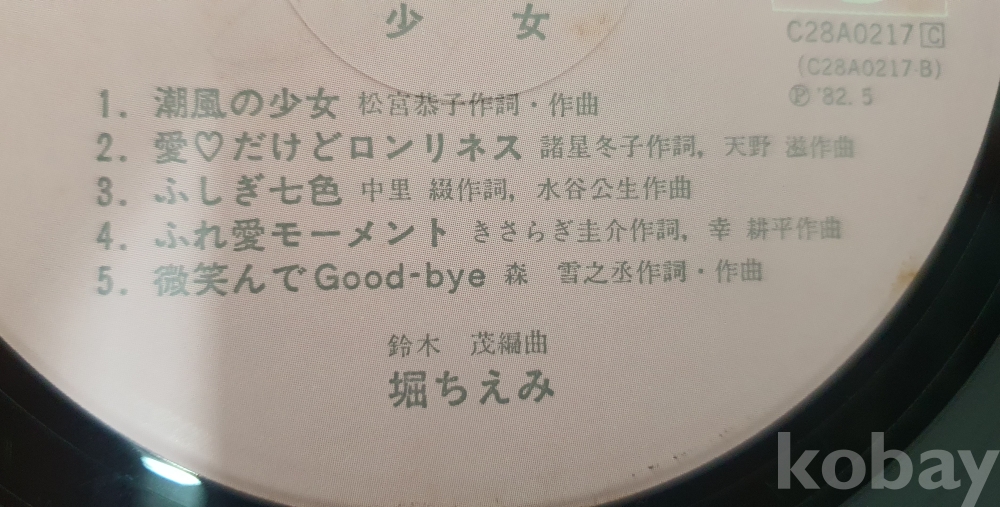 少 女
C28A0217 C
(C28A0217-B)
Ⓟ '82. 5
1. 潮風の少女 松宮恭子作詞・作曲
2. 愛♡だけどロンリネス 諸星冬子作詞, 天野 滋作曲
3. ふしぎ七色 中里 綴作詞, 水谷公生作曲
4. ふれ愛モーメント きさらぎ圭介作詞, 幸 耕平作曲
5. 微笑んでGood-bye 森 雪之丞作詞・作曲
鈴木 茂編曲
堀ちえみ
kobay